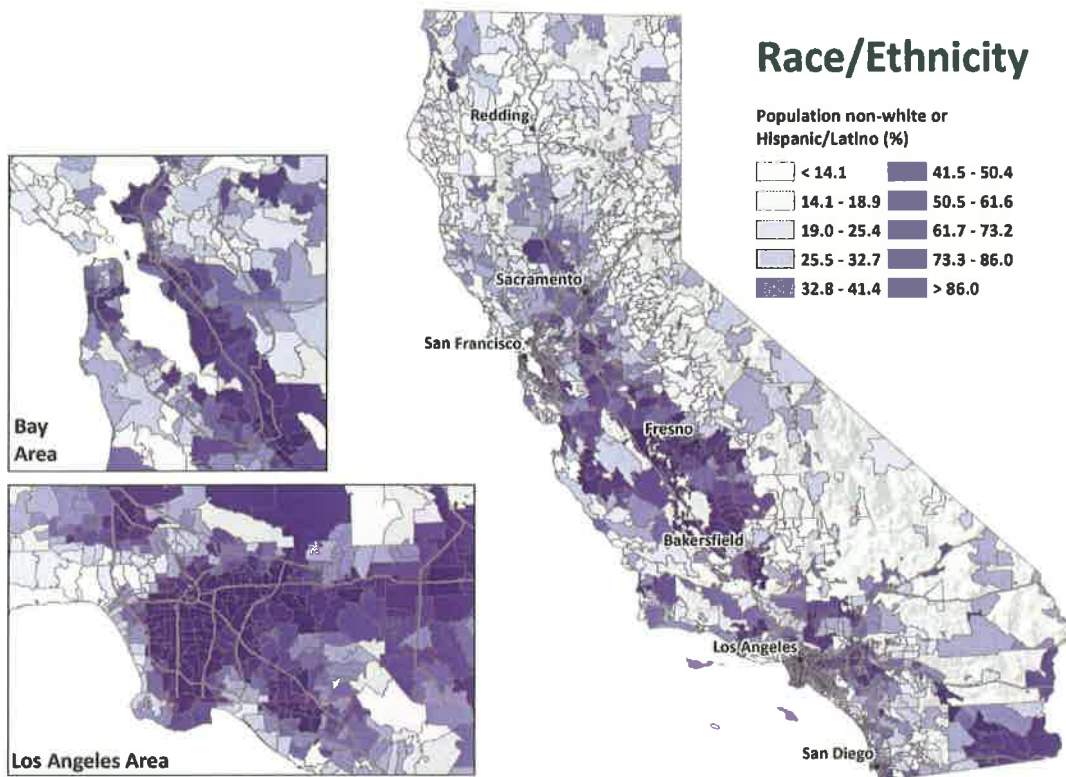 Race/Ethnicity
Population non-white or
Hispanic/Latino (%)
< 14.1
14.1 - 18.9
19.0 - 25.4
25.5 - 32.7
32.8 - 41.4
41.5 - 50.4
50.5 - 61.6
61.7 - 73.2
73.3 - 86.0
> 86.0
Redding
Sacramento
San Francisco
Fresno
Bakersfield
Los Angeles
San Diego
Bay
Area
Los Angeles Area